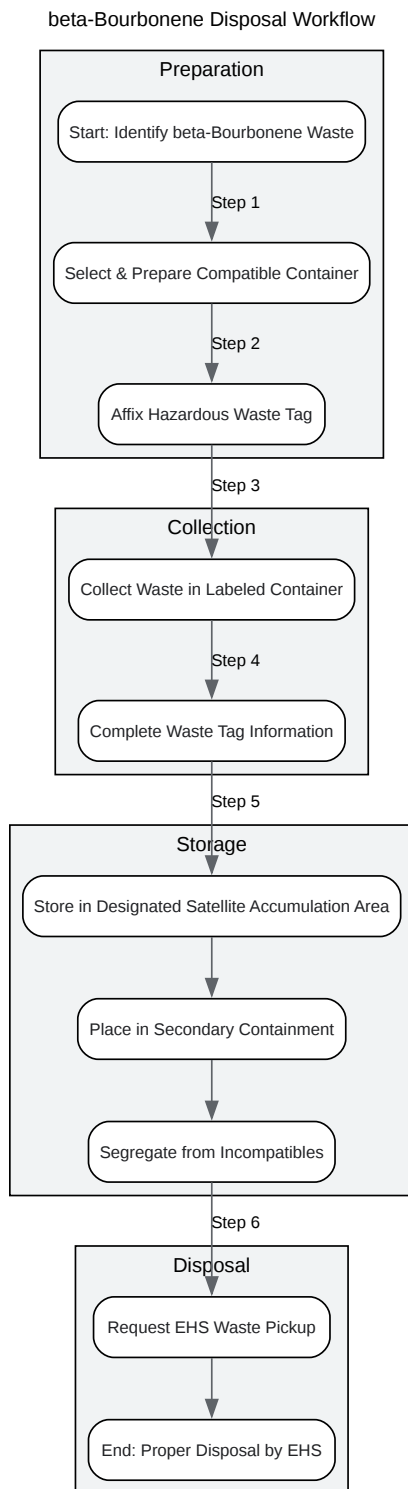 beta-Bourbonene Disposal Workflow
Preparation
Start: Identify beta-Bourbonene Waste
Step 1
Select & Prepare Compatible Container
Step 2
Affix Hazardous Waste Tag
Step 3
Collection
Collect Waste in Labeled Container
Step 4
Complete Waste Tag Information
Step 5
Storage
Store in Designated Satellite Accumulation Area
Place in Secondary Containment
Segregate from Incompatibles
Step 6
Disposal
Request EHS Waste Pickup
End: Proper Disposal by EHS